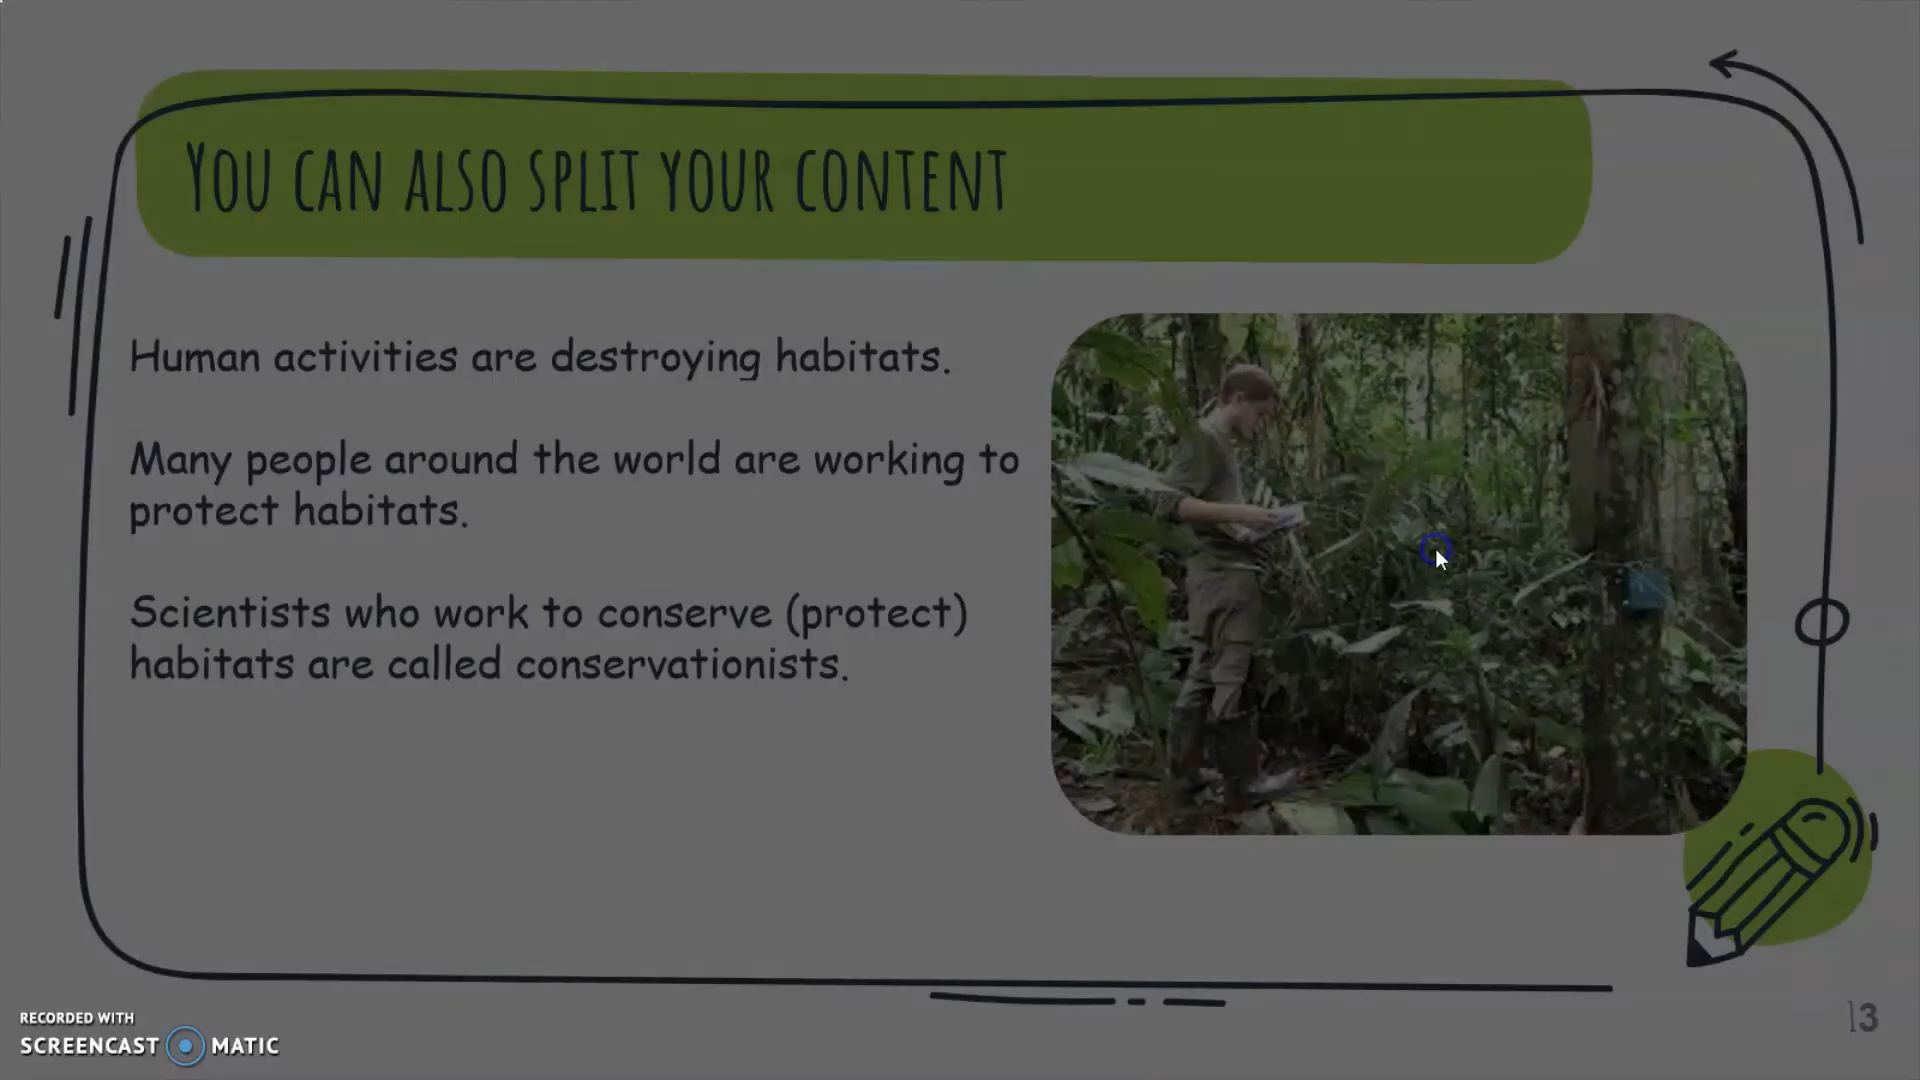 You can also split your content
Human activities are destroying habitats.
Many people around the world are working to
protect habitats.
Scientists who work to conserve (protect)
habitats are called conservationists.
RECORDED WITH
SCREENCAST MATIC
13